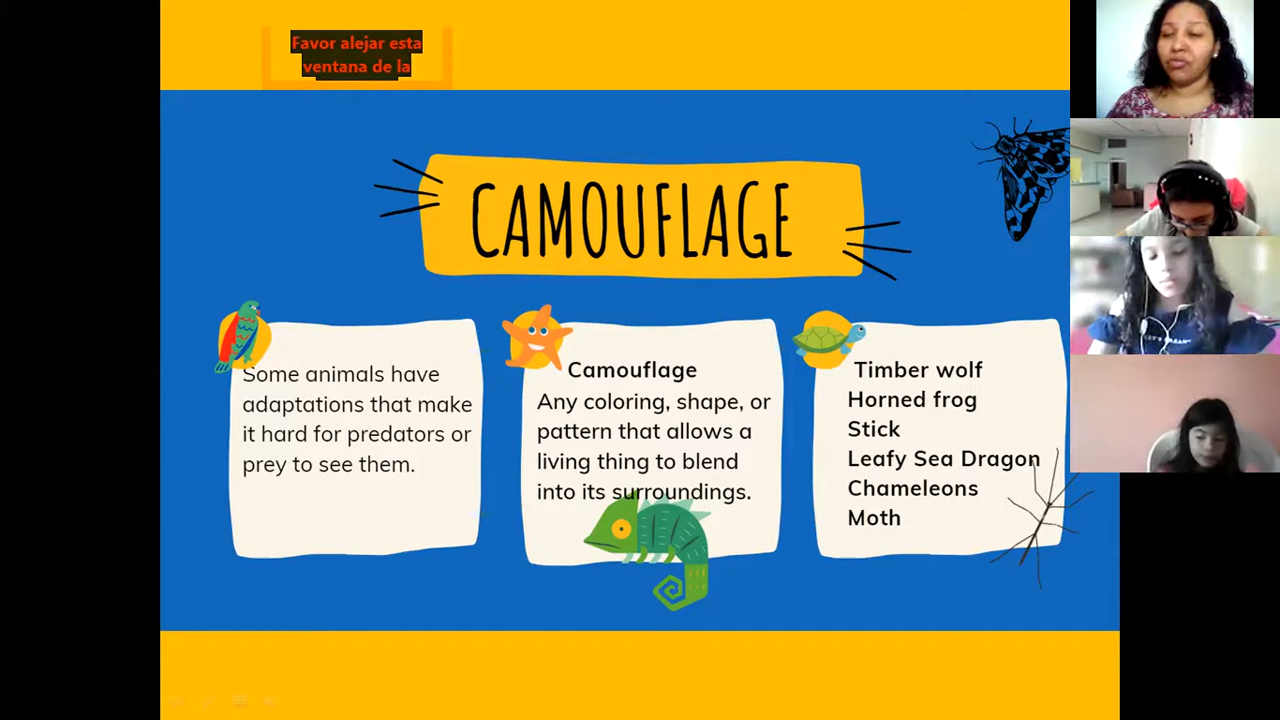 Favor alejar esta
ventana de la
CAMOUFLAGE
Some animals have
adaptations that make
it hard for predators or
prey to see them.
Camouflage
Any coloring, shape, or
pattern that allows a
living thing to blend
into its surroundings.
Timber wolf
Horned frog
Stick
Leafy Sea Dragon
Chameleons
Moth